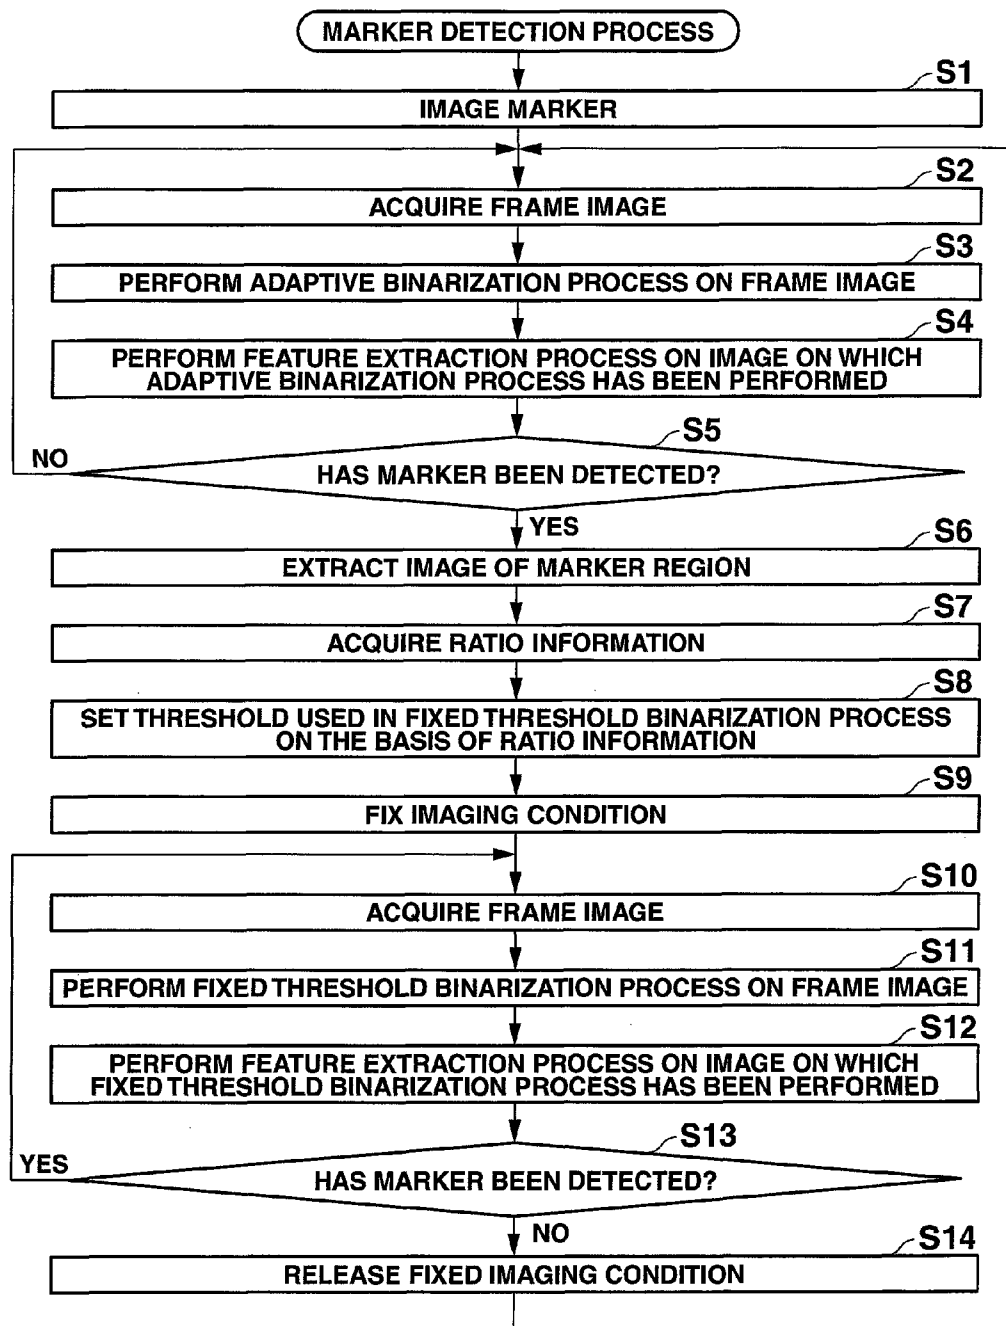 MARKER DETECTION PROCESS
S1
IMAGE MARKER
S2
ACQUIRE FRAME IMAGE
S3
PERFORM ADAPTIVE BINARIZATION PROCESS ON FRAME IMAGE
S4
PERFORM FEATURE EXTRACTION PROCESS ON IMAGE ON WHICH
ADAPTIVE BINARIZATION PROCESS HAS BEEN PERFORMED
S5
NO
HAS MARKER BEEN DETECTED?
YES
S6
EXTRACT IMAGE OF MARKER REGION
S7
ACQUIRE RATIO INFORMATION
S8
SET THRESHOLD USED IN FIXED THRESHOLD BINARIZATION PROCESS
ON THE BASIS OF RATIO INFORMATION
S9
FIX IMAGING CONDITION
S10
ACQUIRE FRAME IMAGE
S11
PERFORM FIXED THRESHOLD BINARIZATION PROCESS ON FRAME IMAGE
S12
PERFORM FEATURE EXTRACTION PROCESS ON IMAGE ON WHICH
FIXED THRESHOLD BINARIZATION PROCESS HAS BEEN PERFORMED
S13
YES
HAS MARKER BEEN DETECTED?
NO
S14
RELEASE FIXED IMAGING CONDITION